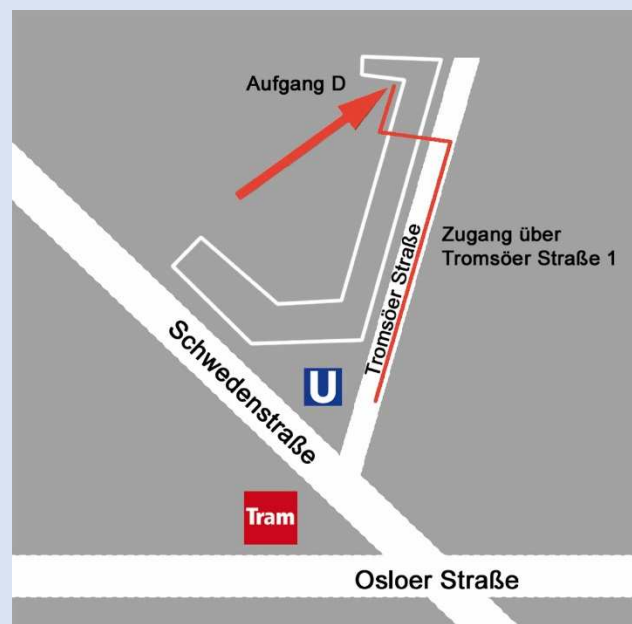 Aufgang D
Zugang über
Tromsöer Straße 1
Tromsöer Straße
Schwedenstraße
U
Tram
Osloer Straße